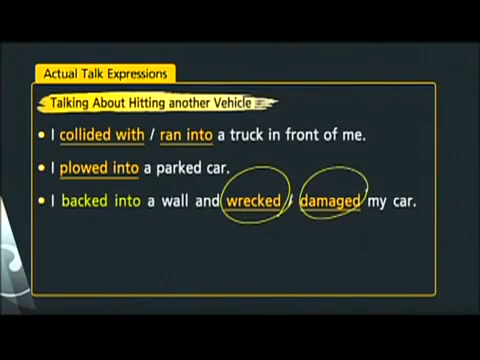 Actual Talk Expressions
Talking About Hitting another Vehicle
• I collided with / ran into a truck in front of me.
• I plowed into a parked car.
• I backed into a wall and wrecked / damaged my car.